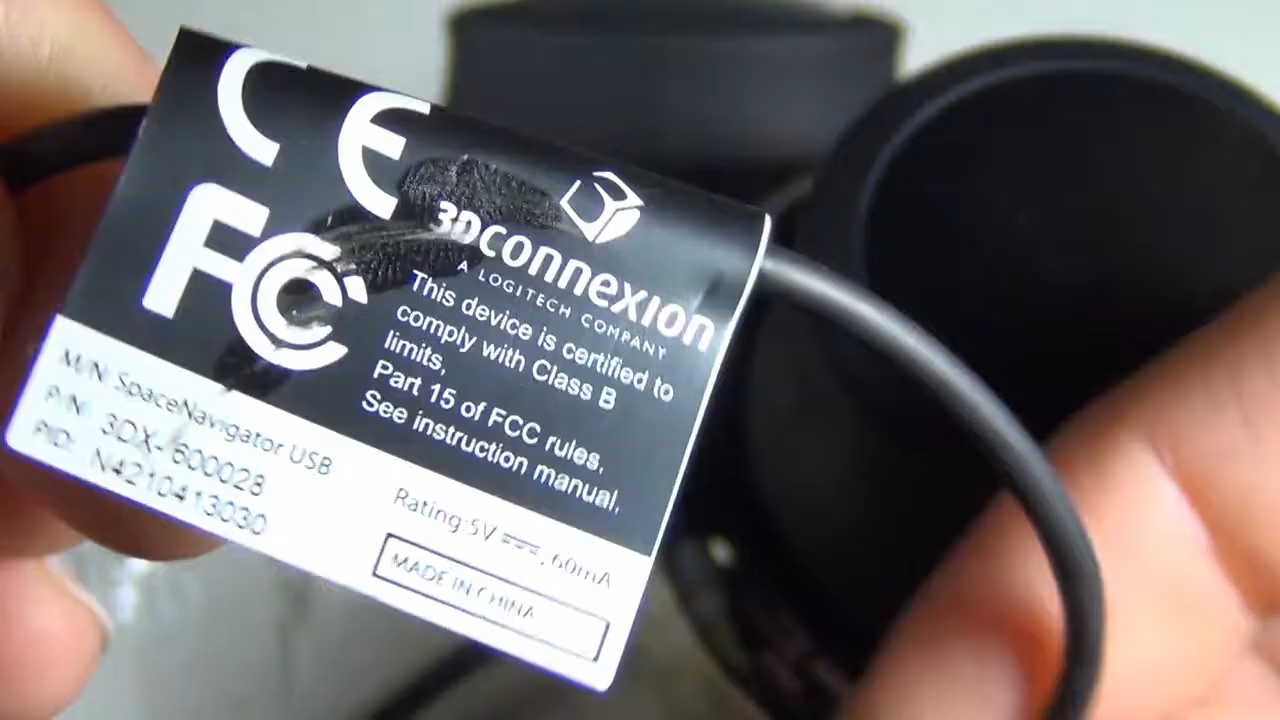 CE
FCC
3Dconnexion
A LOGITECH COMPANY
This device is certified to
comply with Class B
limits,
Part 15 of FCC rules,
See instruction manual.
M/N: SpaceNavigator USB
P/N: 3DX-600028
PID: N4210413030
Rating:5V ⎓, 60mA
MADE IN CHINA